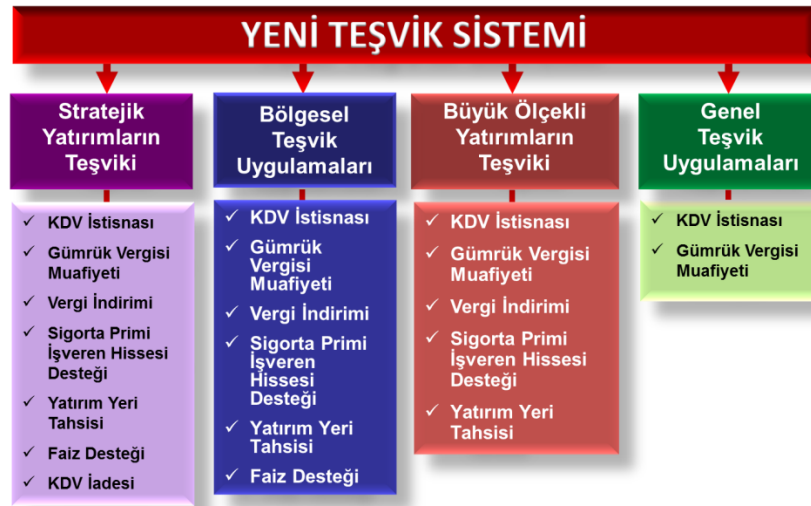 YENİ TEŞVİK SİSTEMİ
Stratejik
Yatırımların
Teşviki
✓ KDV İstisnası
✓ Gümrük Vergisi
Muafiyeti
✓ Vergi İndirimi
✓ Sigorta Primi
İşveren Hissesi
Desteği
✓ Yatırım Yeri
Tahsisi
✓ Faiz Desteği
✓ KDV İadesi
Bölgesel
Teşvik
Uygulamaları
✓ KDV İstisnası
✓ Gümrük
Vergisi
Muafiyeti
✓ Vergi İndirimi
✓ Sigorta Primi
İşveren
Hissesi
Desteği
✓ Yatırım Yeri
Tahsisi
✓ Faiz Desteği
Büyük Ölçekli
Yatırımların
Teşviki
✓ KDV İstisnası
✓ Gümrük Vergisi
Muafiyeti
✓ Vergi İndirimi
✓ Sigorta Primi
İşveren Hissesi
Desteği
✓ Yatırım Yeri
Tahsisi
Genel
Teşvik
Uygulamaları
✓ KDV İstisnası
✓ Gümrük Vergisi
Muafiyeti